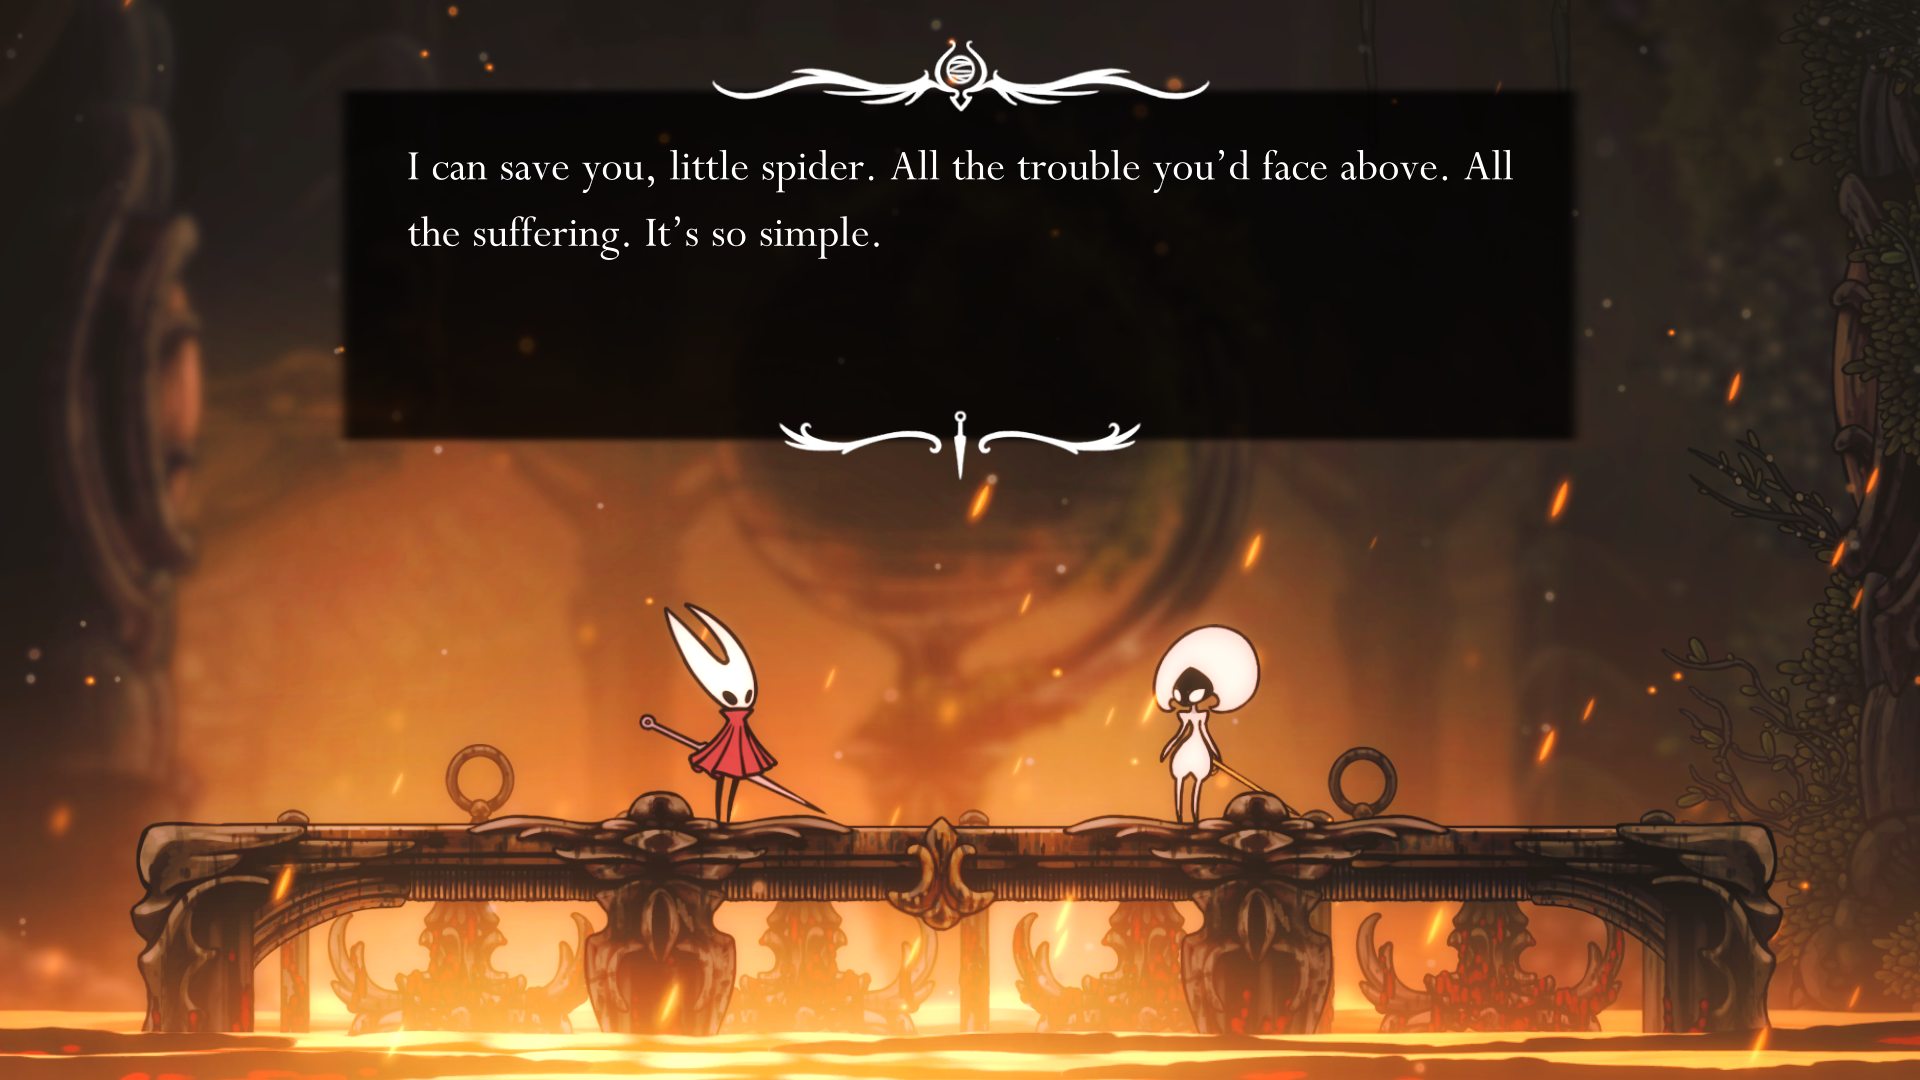 I can save you, little spider. All the trouble you’d face above. All
the suffering. It’s so simple.